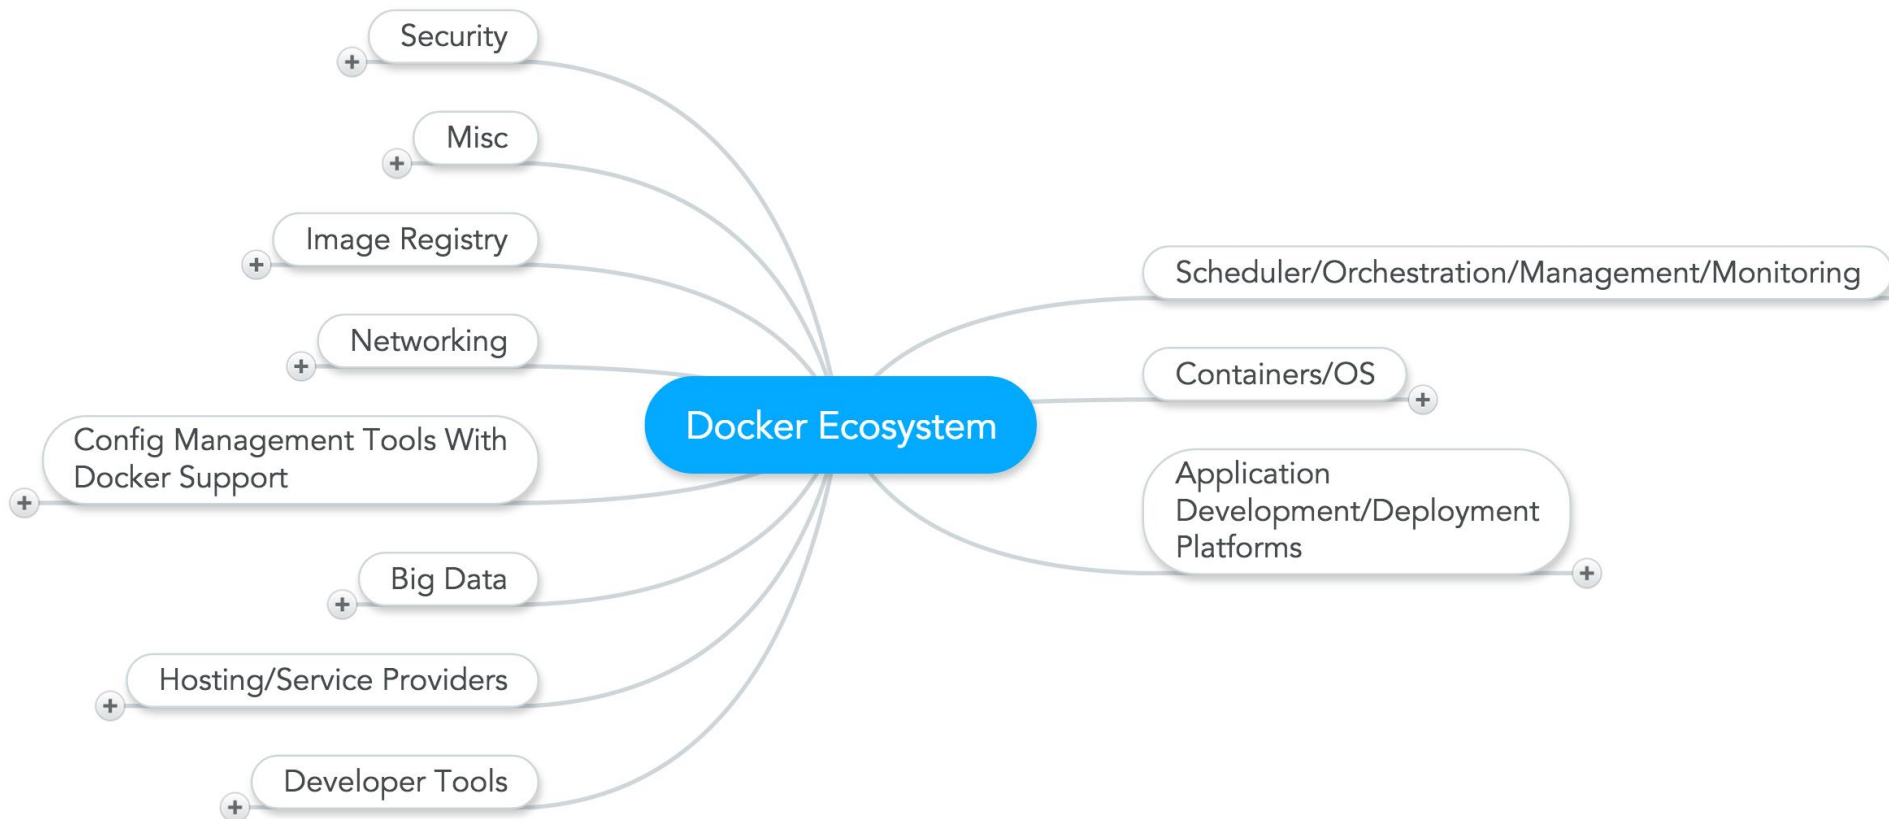 Security
Misc
Image Registry
Networking
Config Management Tools With
Docker Support
Big Data
Hosting/Service Providers
Developer Tools
Docker Ecosystem
Scheduler/Orchestration/Management/Monitoring
Containers/OS
Application
Development/Deployment
Platforms